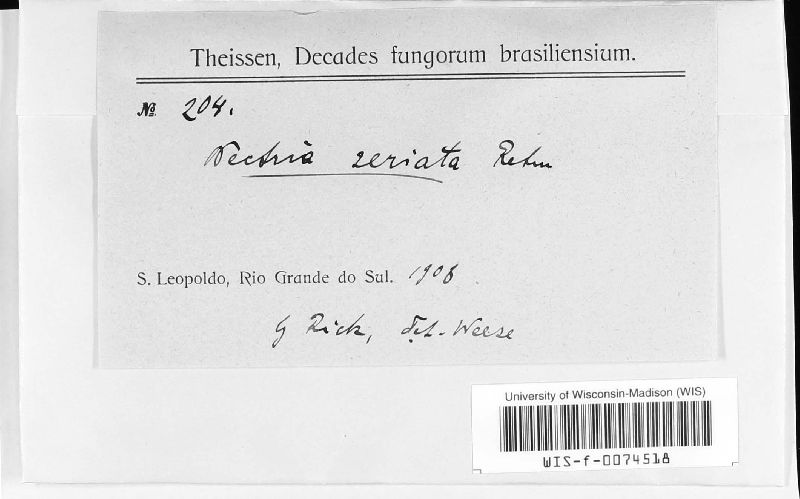 Theissen, Decades fungorum brasiliensium.
№ 204.
Nectria seriata Rehm
S. Leopoldo, Rio Grande do Sul. 1908
g Rick, det. Weese
University of Wisconsin-Madison (WIS)
WIS-f-0074518